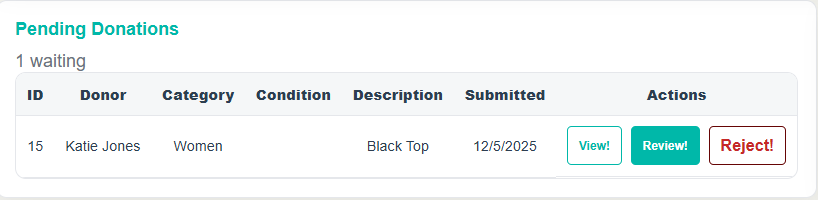 Pending Donations
1 waiting
ID Donor Category Condition Description Submitted Actions
15 Katie Jones Women Black Top 12/5/2025 View! Review! Reject!